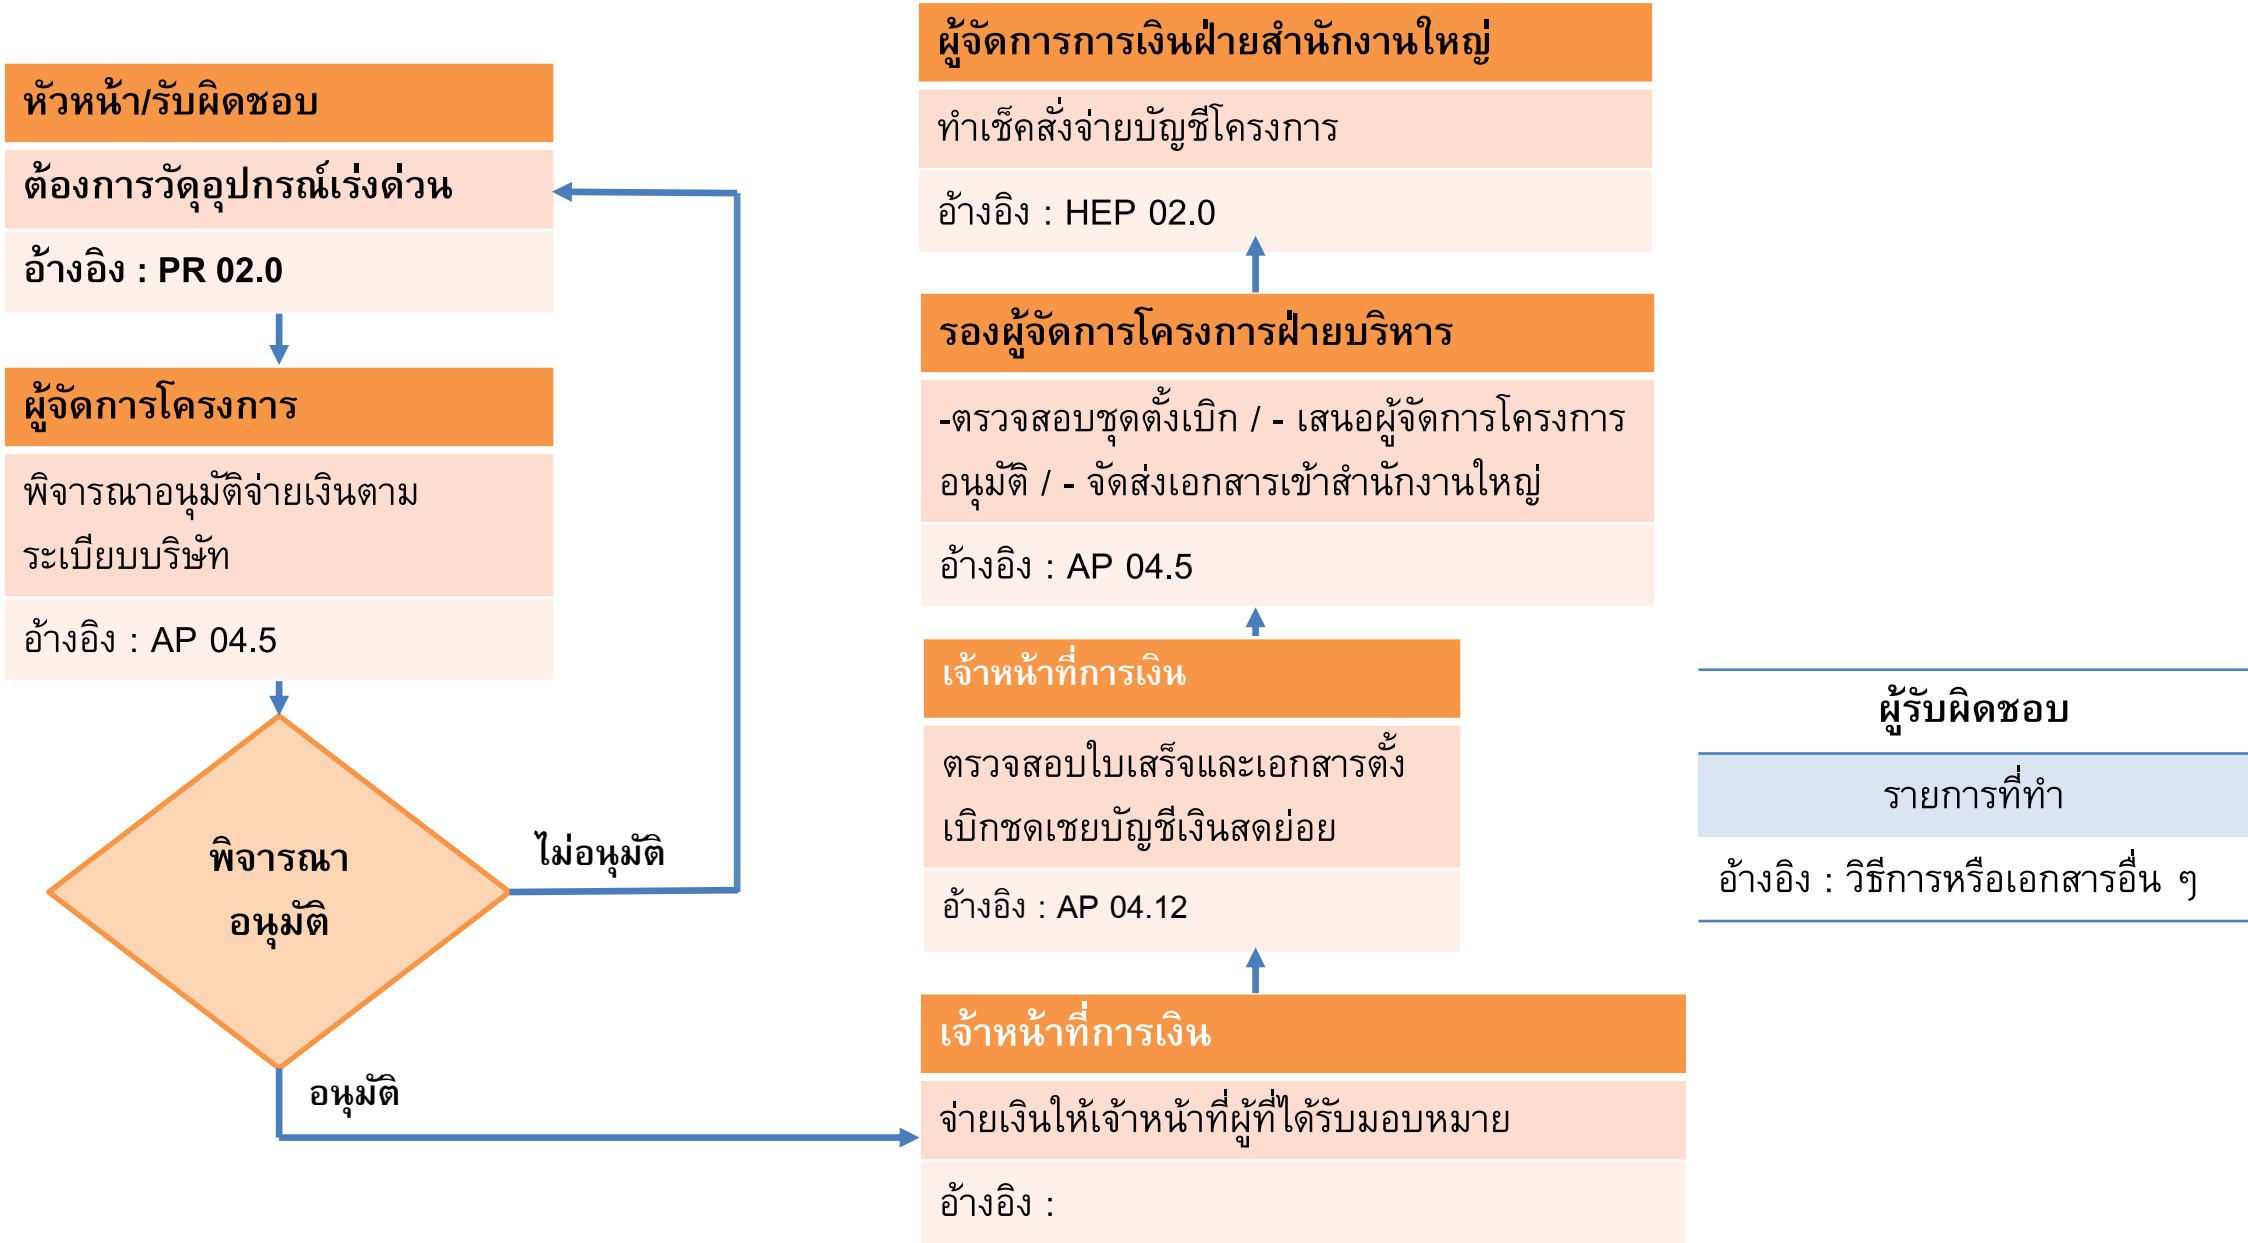 หัวหน้า/รับผิดชอบ
ต้องการวัดุอุปกรณ์เร่งด่วน
อ้างอิง : PR 02.0
ผู้จัดการโครงการ
พิจารณาอนุมัติจ่ายเงินตาม
ระเบียบบริษัท
อ้างอิง : AP 04.5
พิจารณา
อนุมัติ
ไม่อนุมัติ
อนุมัติ
ผู้จัดการการเงินฝ่ายสำนักงานใหญ่
ทำเช็คสั่งจ่ายบัญชีโครงการ
อ้างอิง : HEP 02.0
รองผู้จัดการโครงการฝ่ายบริหาร
-ตรวจสอบชุดตั้งเบิก / - เสนอผู้จัดการโครงการ
อนุมัติ / - จัดส่งเอกสารเข้าสำนักงานใหญ่
อ้างอิง : AP 04.5
เจ้าหน้าที่การเงิน
ตรวจสอบใบเสร็จและเอกสารตั้ง
เบิกชดเชยบัญชีเงินสดย่อย
อ้างอิง : AP 04.12
เจ้าหน้าที่การเงิน
จ่ายเงินให้เจ้าหน้าที่ผู้ที่ได้รับมอบหมาย
อ้างอิง :
ผู้รับผิดชอบ
รายการที่ทำ
อ้างอิง : วิธีการหรือเอกสารอื่น ๆ